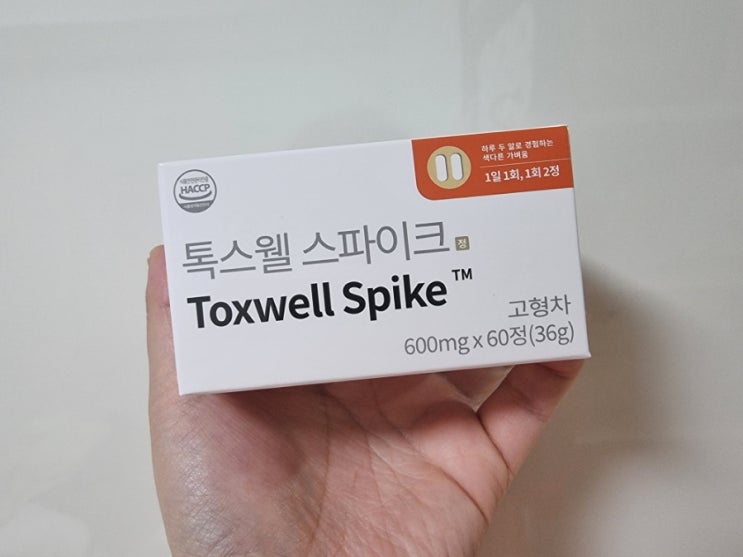 하루 두 알로 경험하는
색다른 가벼움
1일 1회, 1회 2정
HACCP
톡스웰 스파이크 정
Toxwell Spike™
고형차
600mg x 60정(36g)